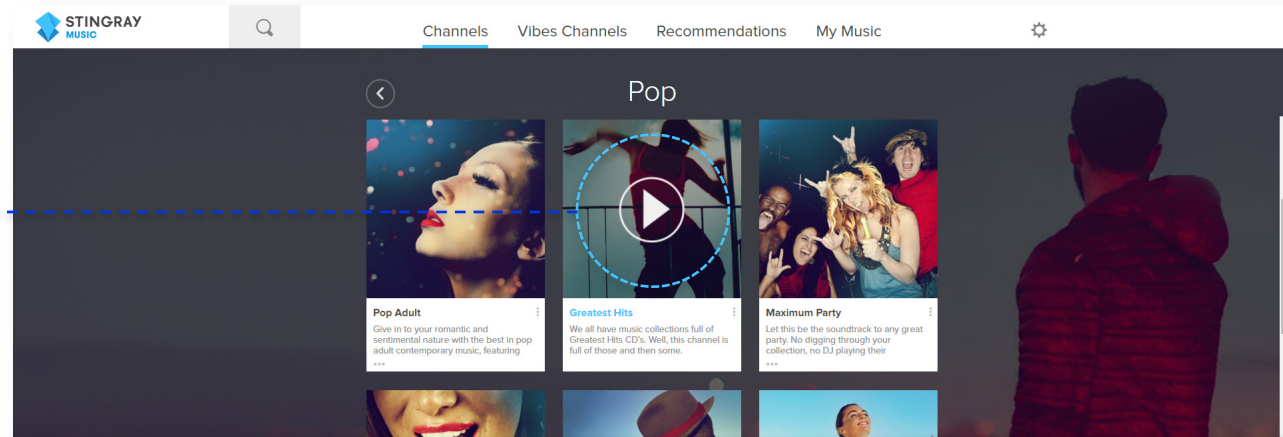 STINGRAY
MUSIC
Channels Vibes Channels Recommendations My Music
Pop
Pop Adult
Give in to your romantic and
sentimental nature with the best in pop
adult contemporary music, featuring
...
Greatest Hits
We all have music collections full of
Greatest Hits CD's. Well, this channel is
full of those and then some.
Maximum Party
Let this be the soundtrack to any great
party. No digging through your
collection, no DJ playing their
...